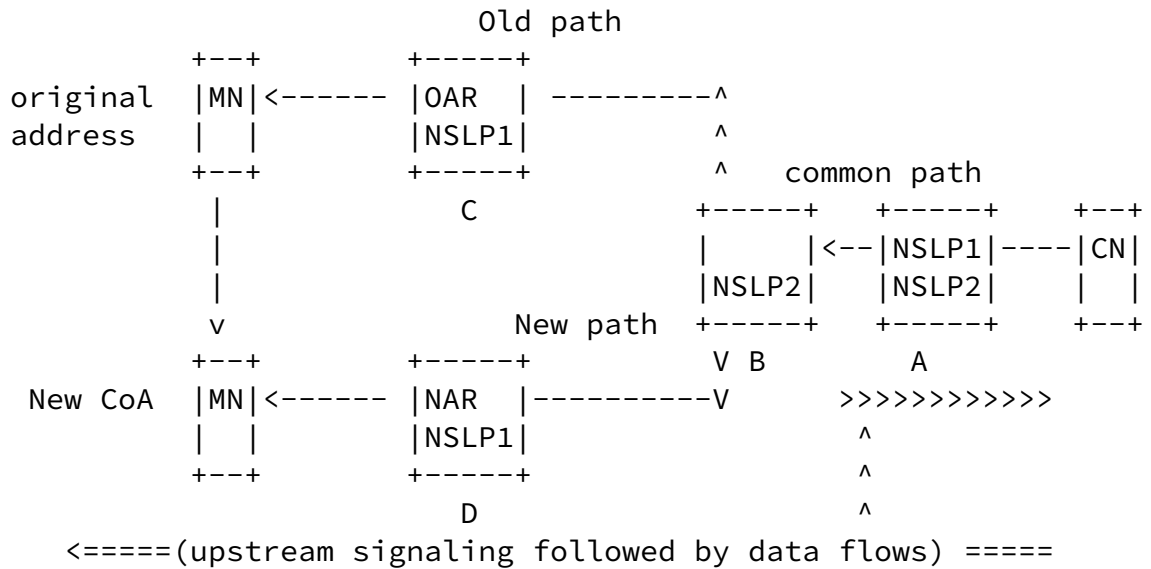 Old path
          +--+        +-----+
original  |MN|<------ |OAR  | ---------^
address   |  |        |NSLP1|          ^
          +--+        +-----+          ^   common path
           |             C            +-----+   +-----+    +--+
           |                          |     |<--|NSLP1|----|CN|
           |                          |NSLP2|   |NSLP2|    |  |
           v                New path  +-----+   +-----+    +--+
          +--+        +-----+          V B        A
 New CoA  |MN|<------ |NAR  |----------V      >>>>>>>>>>>>
          |  |        |NSLP1|                  ^
          +--+        +-----+                  ^
                         D                     ^
   <=====(upstream signaling followed by data flows) =====